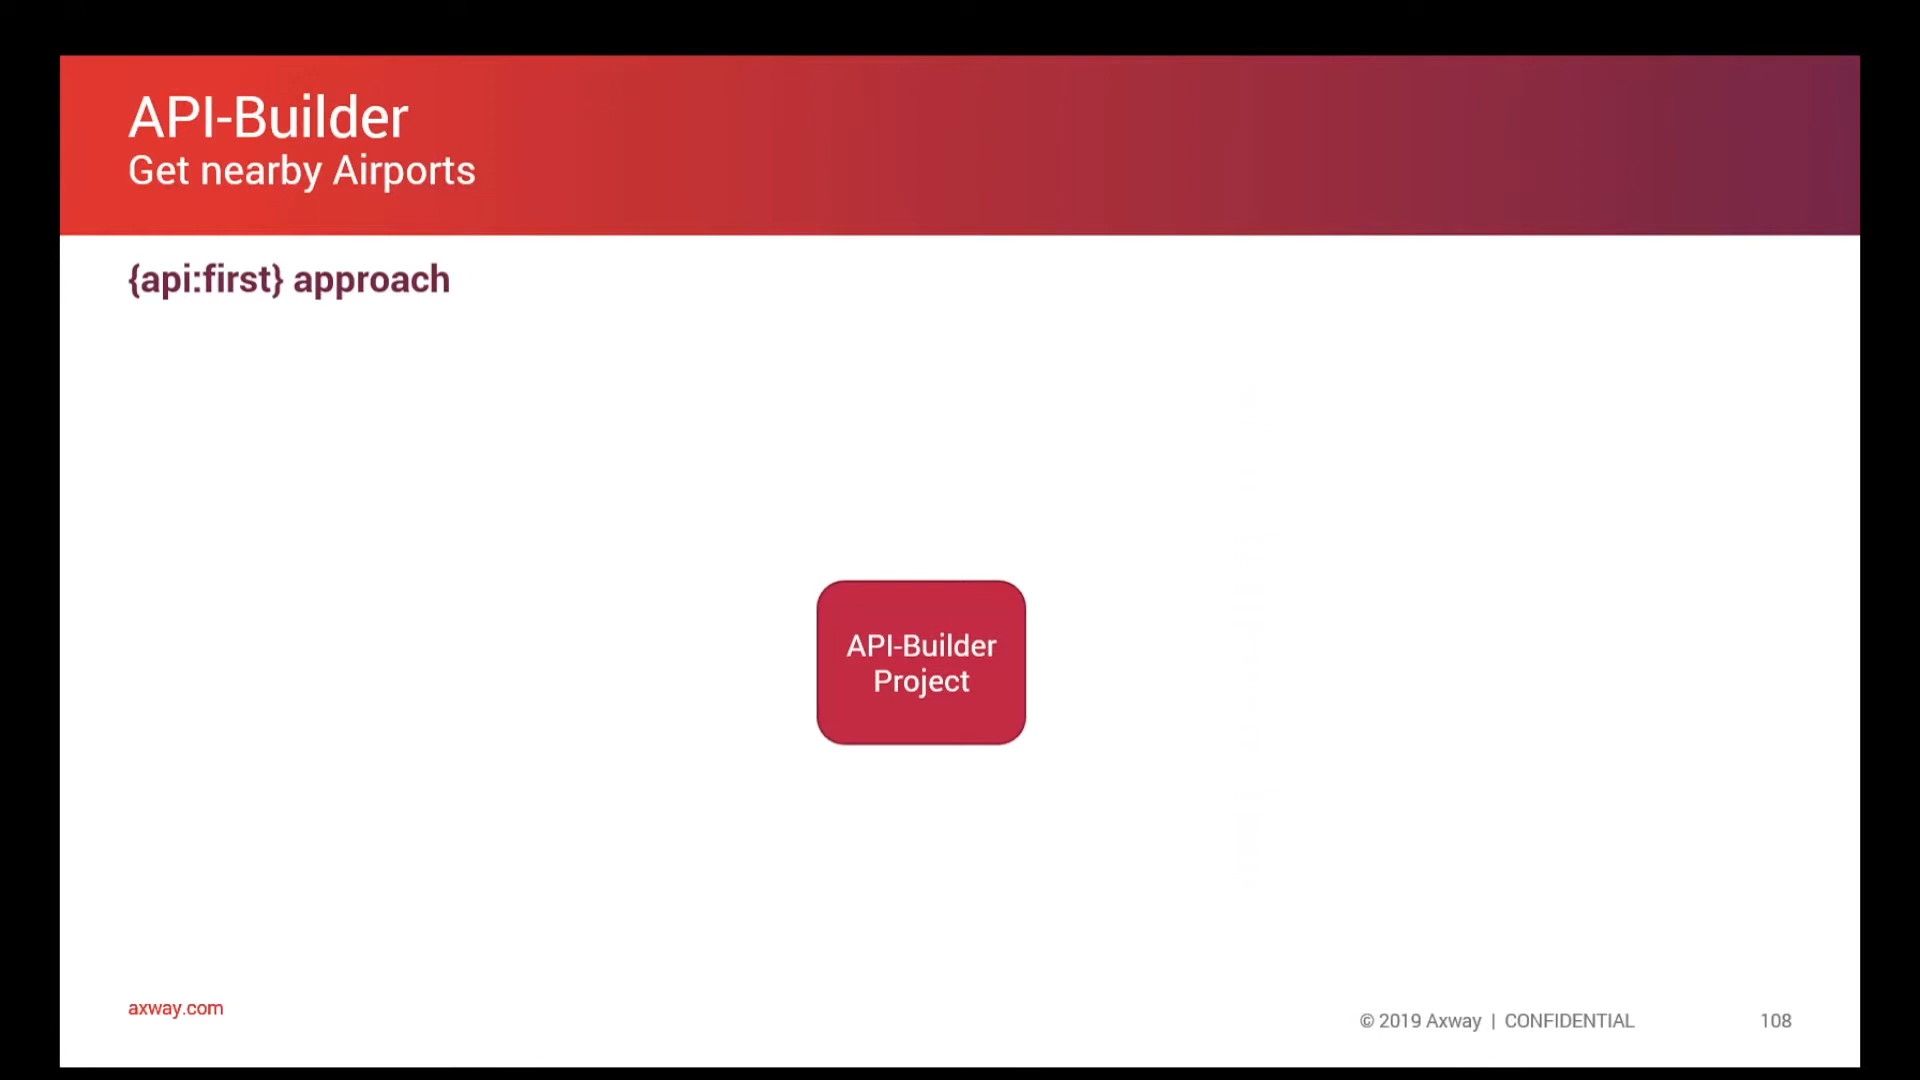 API-Builder
Get nearby Airports
{api:first} approach
API-Builder
Project
axway.com
© 2019 Axway | CONFIDENTIAL
108